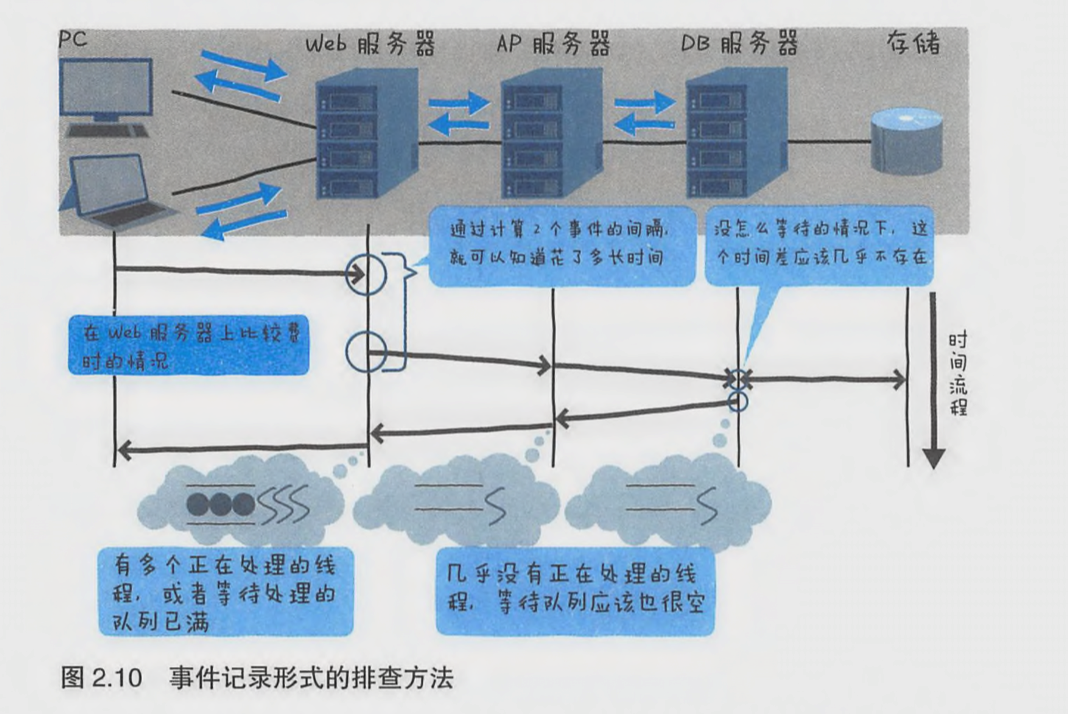 PC
Web 服务器
AP 服务器
DB 服务器
存储
通过计算 2 个事件的间隔,
就可以知道花了多长时间
没怎么等待的情况下, 这
个时间差应该几乎不存在
在 Web 服务器上比较费
时的情况
时间流程
有多个正在处理的线
程, 或者等待处理的
队列已满
几乎没有正在处理的线
程, 等待队列应该也很空
图 2.10 事件记录形式的排查方法